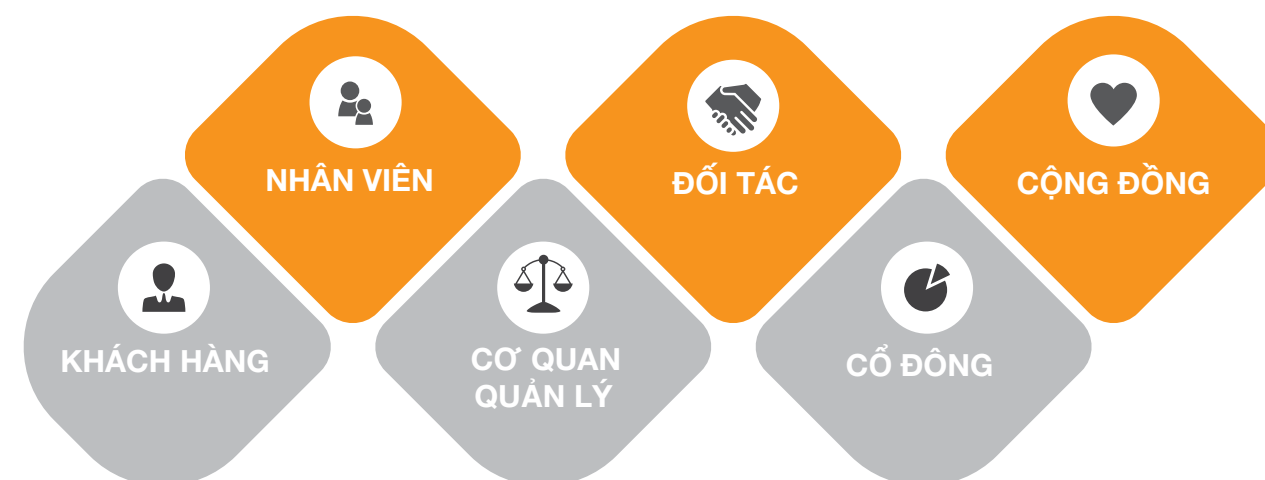 NHÂN VIÊN
ĐỐI TÁC
CỘNG ĐỒNG
KHÁCH HÀNG
CƠ QUAN
QUẢN LÝ
CỔ ĐÔNG